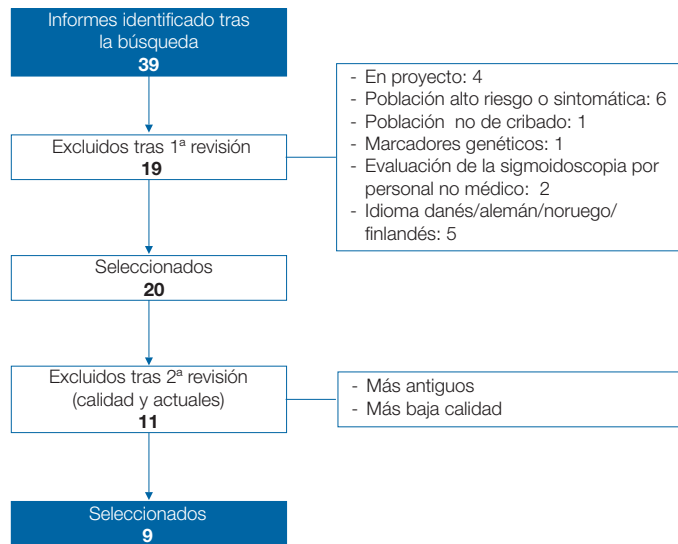 Informes identificado tras
la búsqueda
39
- En proyecto: 4
- Población alto riesgo o sintomática: 6
- Población no de cribado: 1
- Marcadores genéticos: 1
- Evaluación de la sigmoidoscopia por
personal no médico: 2
- Idioma danés/alemán/noruego/
finlandés: 5
Excluidos tras 1ª revisión
19
Seleccionados
20
Excluidos tras 2ª revisión
(calidad y actuales)
11
- Más antiguos
- Más baja calidad
Seleccionados
9